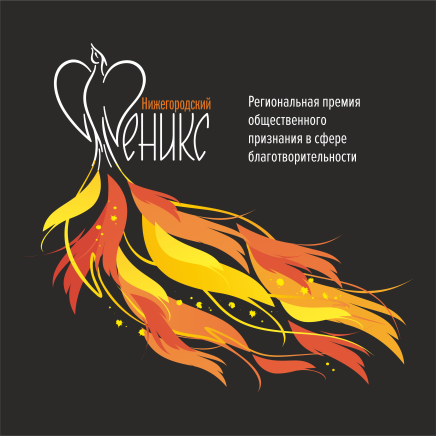 Нижегородский
Феникс
Региональная премия
общественного
признания в сфере
благотворительности